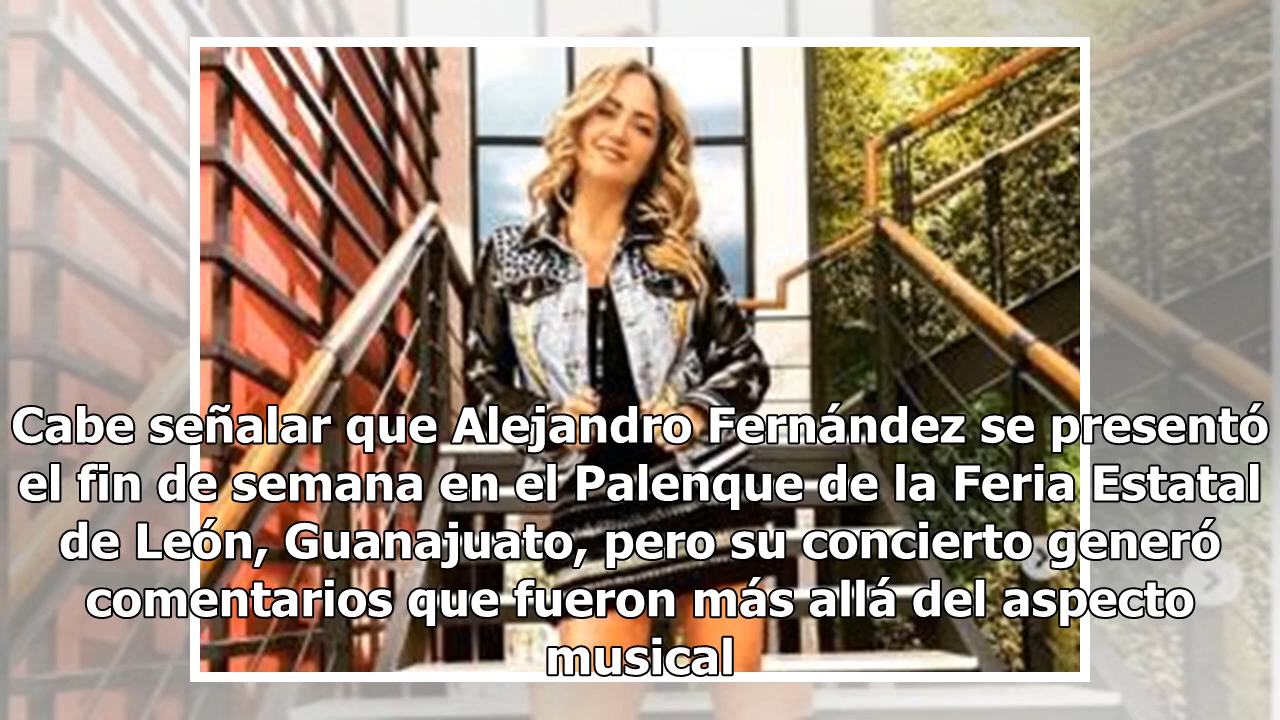 Cabe señalar que Alejandro Fernández se presentó
el fin de semana en el Palenque de la Feria Estatal
de León, Guanajuato, pero su concierto generó
comentarios que fueron más allá del aspecto
musical